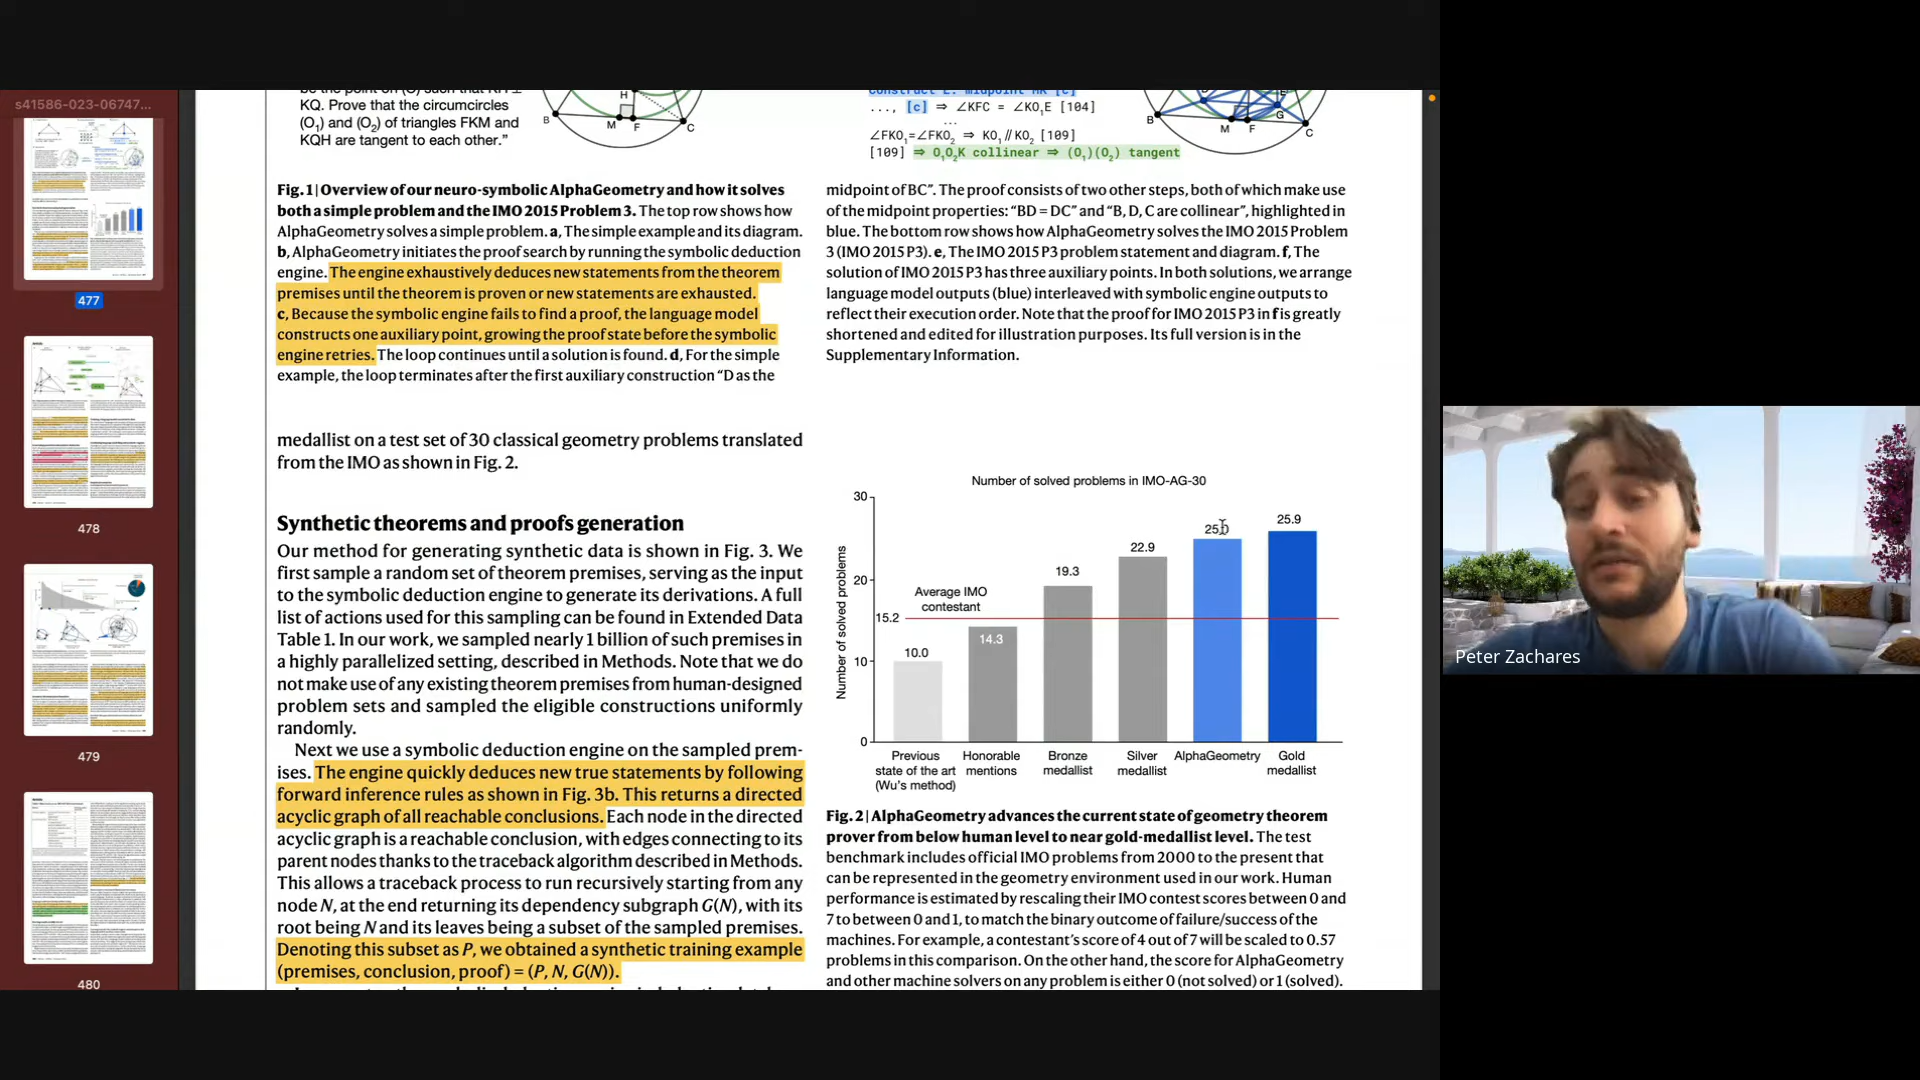 s41586-023-06747...
477
478
479
480
KQ. Prove that the circumcircles
(O₁) and (O₂) of triangles FKM and
KQH are tangent to each other.”
H
B
M
F
C
..., [c] ⇒ ∠KFC = ∠KO₁E [104]
...
∠FKO₁=∠FKO₂ ⇒ KO₁//KO₂ [109]
[109] ⇒ O₁O₂K collinear ⇒ (O₁)(O₂) tangent
B
M
F
G
C
Fig. 1 | Overview of our neuro-symbolic AlphaGeometry and how it solves
both a simple problem and the IMO 2015 Problem 3. The top row shows how
AlphaGeometry solves a simple problem. a, The simple example and its diagram.
b, AlphaGeometry initiates the proof search by running the symbolic deduction
engine. The engine exhaustively deduces new statements from the theorem
premises until the theorem is proven or new statements are exhausted.
c, Because the symbolic engine fails to find a proof, the language model
constructs one auxiliary point, growing the proof state before the symbolic
engine retries. The loop continues until a solution is found. d, For the simple
example, the loop terminates after the first auxiliary construction “D as the
midpoint of BC”. The proof consists of two other steps, both of which make use
of the midpoint properties: “BD = DC” and “B, D, C are collinear”, highlighted in
blue. The bottom row shows how AlphaGeometry solves the IMO 2015 Problem
3 (IMO 2015 P3). e, The IMO 2015 P3 problem statement and diagram. f, The
solution of IMO 2015 P3 has three auxiliary points. In both solutions, we arrange
language model outputs (blue) interleaved with symbolic engine outputs to
reflect their execution order. Note that the proof for IMO 2015 P3 in f is greatly
shortened and edited for illustration purposes. Its full version is in the
Supplementary Information.
medallist on a test set of 30 classical geometry problems translated
from the IMO as shown in Fig. 2.
Synthetic theorems and proofs generation
Our method for generating synthetic data is shown in Fig. 3. We
first sample a random set of theorem premises, serving as the input
to the symbolic deduction engine to generate its derivations. A full
list of actions used for this sampling can be found in Extended Data
Table 1. In our work, we sampled nearly 1 billion of such premises in
a highly parallelized setting, described in Methods. Note that we do
not make use of any existing theorem premises from human-designed
problem sets and sampled the eligible constructions uniformly
randomly.
Next we use a symbolic deduction engine on the sampled prem-
ises. The engine quickly deduces new true statements by following
forward inference rules as shown in Fig. 3b. This returns a directed
acyclic graph of all reachable conclusions. Each node in the directed
acyclic graph is a reachable conclusion, with edges connecting to its
parent nodes thanks to the traceback algorithm described in Methods.
This allows a traceback process to run recursively starting from any
node N, at the end returning its dependency subgraph G(N), with its
root being N and its leaves being a subset of the sampled premises.
Denoting this subset as P, we obtained a synthetic training example
(premises, conclusion, proof) = (P, N, G(N)).
Number of solved problems in IMO-AG-30
Number of solved problems
30
20
15.2
10
0
Average IMO
contestant
10.0
14.3
19.3
22.9
25.0
25.9
Previous
state of the art
(Wu's method)
Honorable
mentions
Bronze
medallist
Silver
medallist
AlphaGeometry
Gold
medallist
Fig. 2 | AlphaGeometry advances the current state of geometry theorem
prover from below human level to near gold-medallist level. The test
benchmark includes official IMO problems from 2000 to the present that
can be represented in the geometry environment used in our work. Human
performance is estimated by rescaling their IMO contest scores between 0 and
7 to between 0 and 1, to match the binary outcome of failure/success of the
machines. For example, a contestant’s score of 4 out of 7 will be scaled to 0.57
problems in this comparison. On the other hand, the score for AlphaGeometry
and other machine solvers on any problem is either 0 (not solved) or 1 (solved).
Peter Zachares